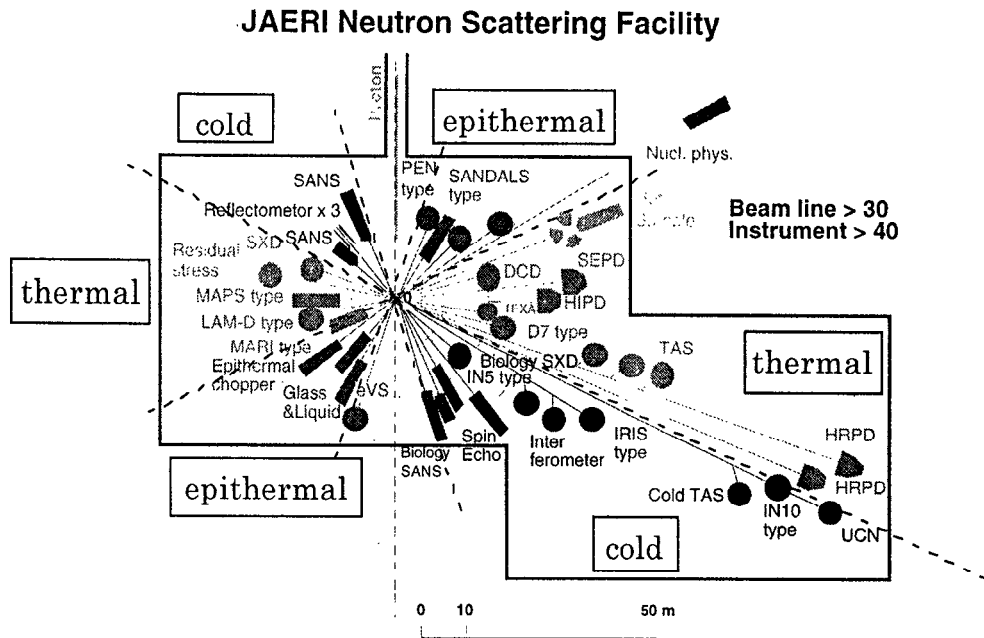 JAERI Neutron Scattering Facility
cold
epithermal
Nucl. phys.
PEN
type
SANDALS
type
SANS
Reflectometor x 3
SXD
SANS
Residual
stress
Beam line > 30
Instrument > 40
thermal
MAPS type
LAM-D type
MARI type
Epithermal
chopper
Glass
&Liquid
eVS
DCD
SEPD
HIPD
D7 type
TAS
thermal
Biology SXD
IN5 type
Biology
SANS
Spin
Echo
Inter
ferometer
IRIS
type
HRPD
HRPD
Cold TAS
IN10
type
UCN
epithermal
cold
0
10
50 m